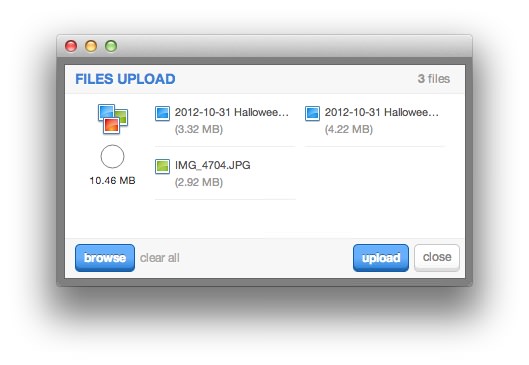 FILES UPLOAD
3 files
2012-10-31 Hallowee...
(3.32 MB)
2012-10-31 Hallowee...
(4.22 MB)
IMG_4704.JPG
(2.92 MB)
10.46 MB
browse
clear all
upload
close